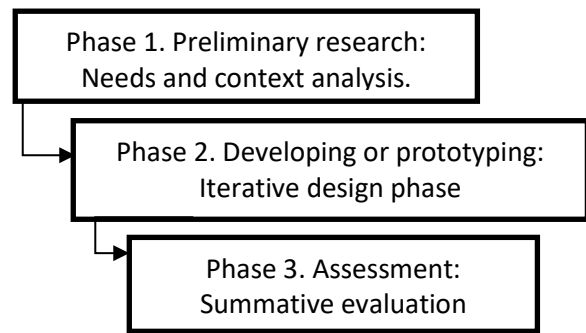 Phase 1. Preliminary research:
Needs and context analysis.
Phase 2. Developing or prototyping:
Iterative design phase
Phase 3. Assessment:
Summative evaluation